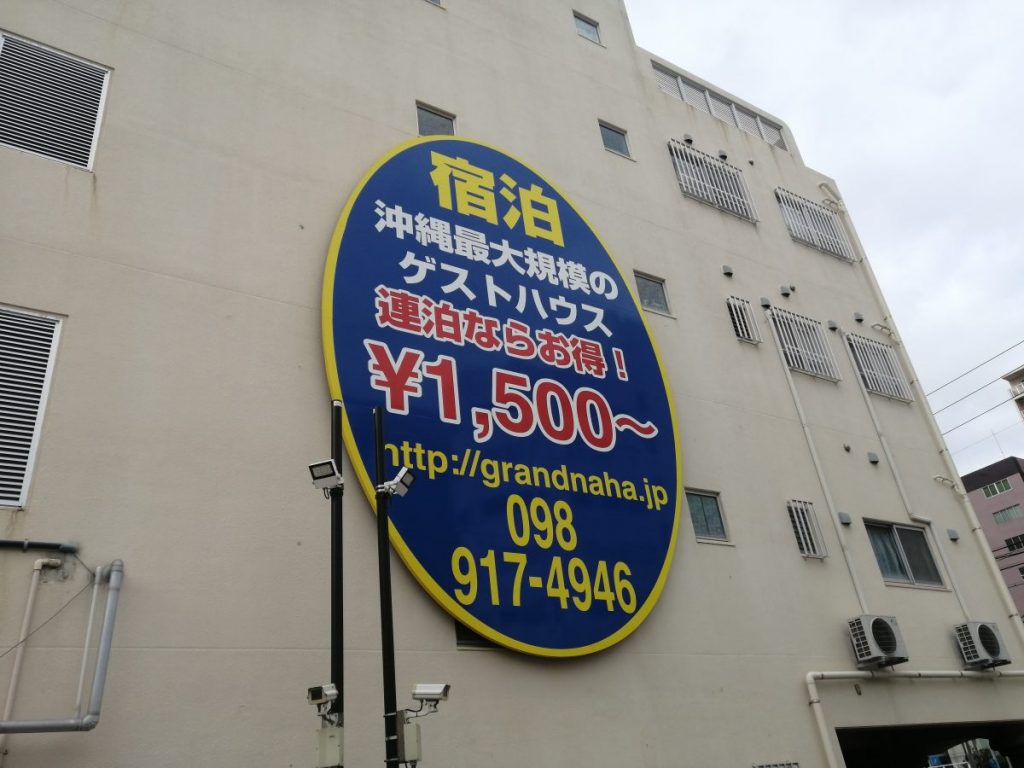 宿泊
沖縄最大規模の
ゲストハウス
連泊ならお得！
¥1,500～
http://grandnaha.jp
098
917-4946